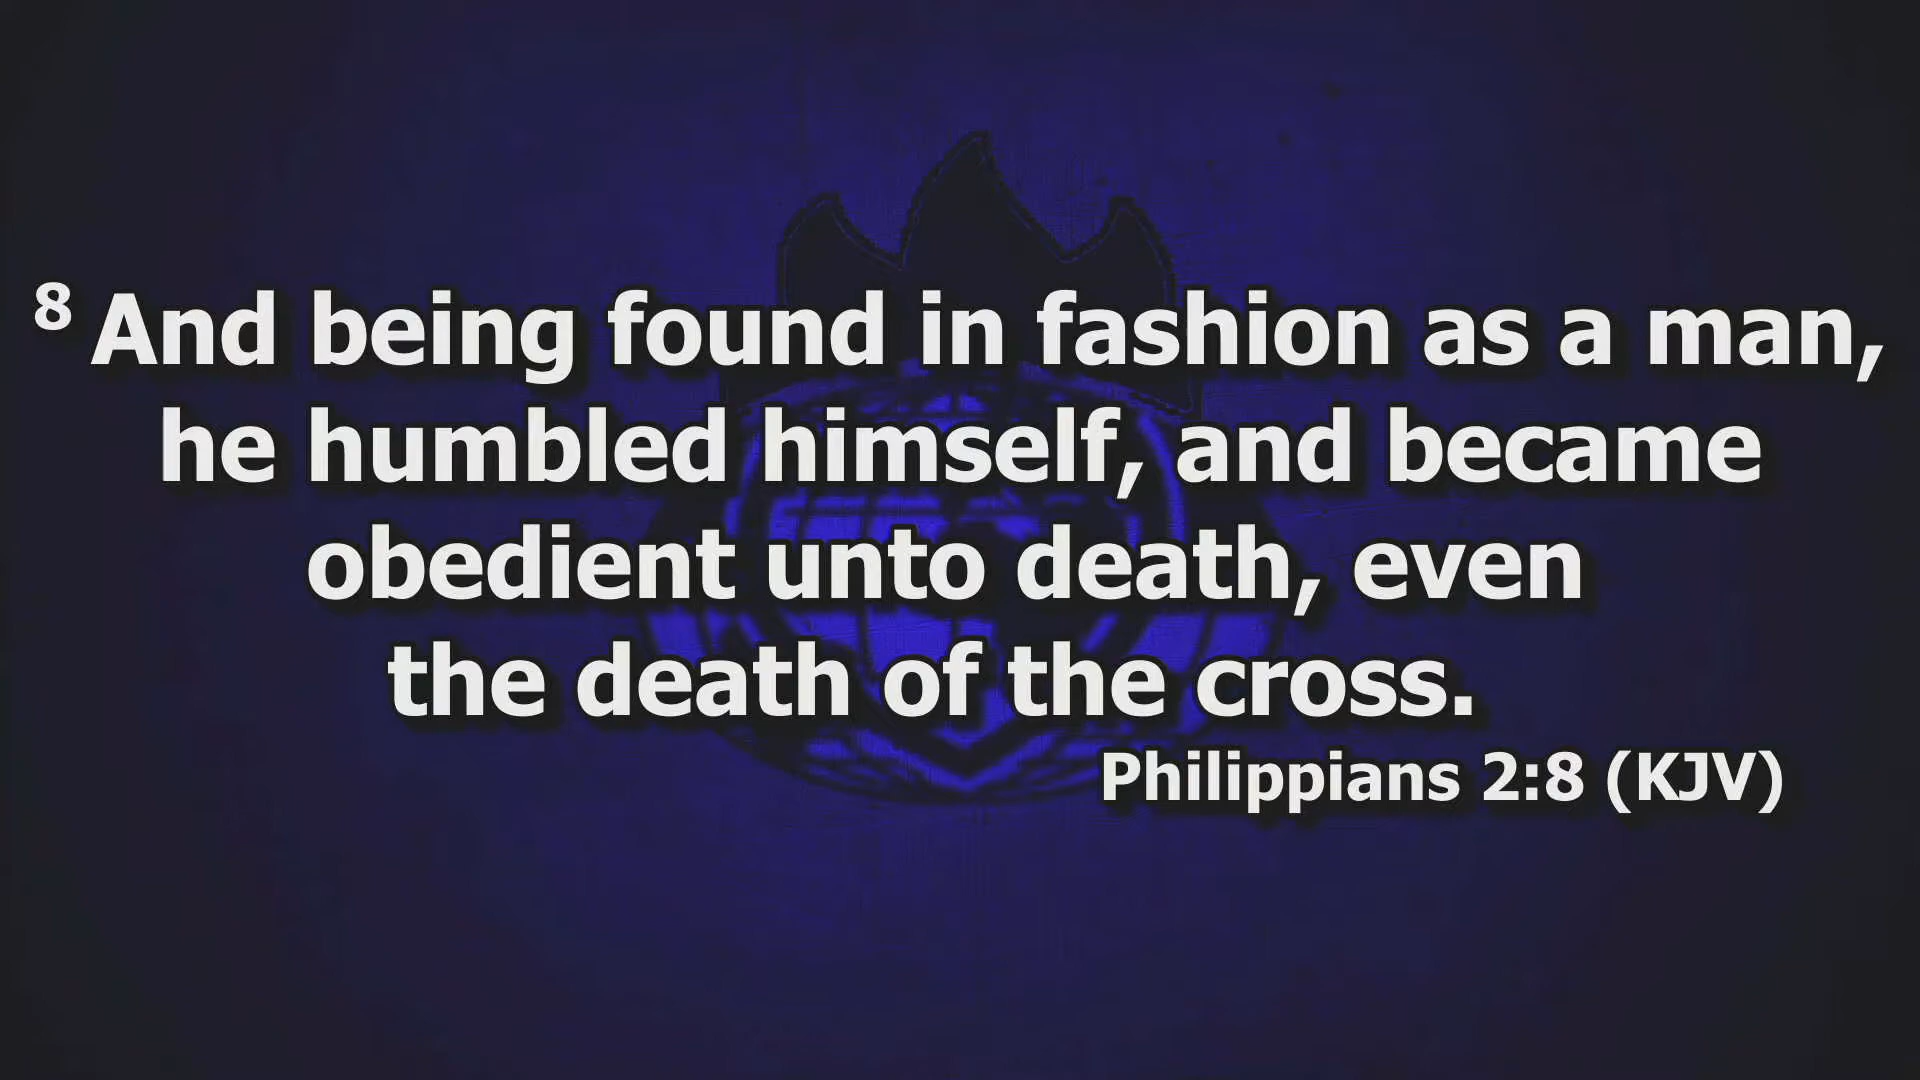 8 And being found in fashion as a man,
he humbled himself, and became
obedient unto death, even
the death of the cross.
Philippians 2:8 (KJV)